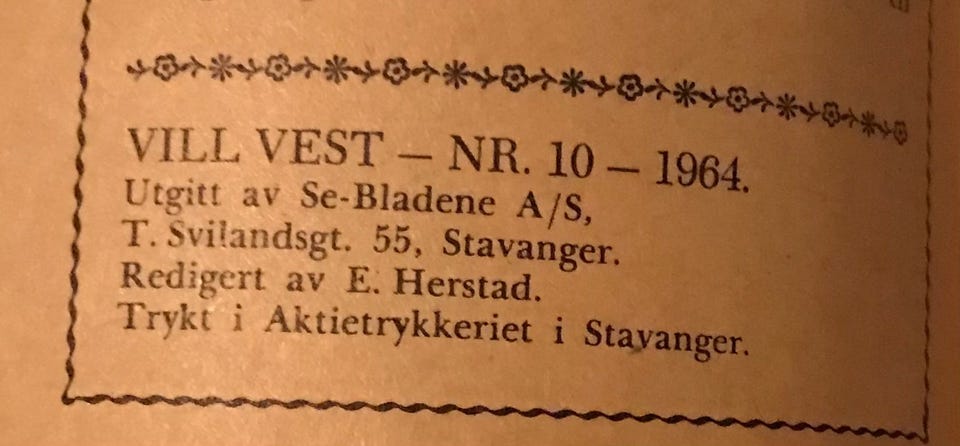 VILL VEST — NR. 10 — 1964.
Utgitt av Se-Bladene A/S,
T. Svilandsgt. 55, Stavanger.
Redigert av E. Herstad.
Trykt i Aktietrykkeriet i Stavanger.